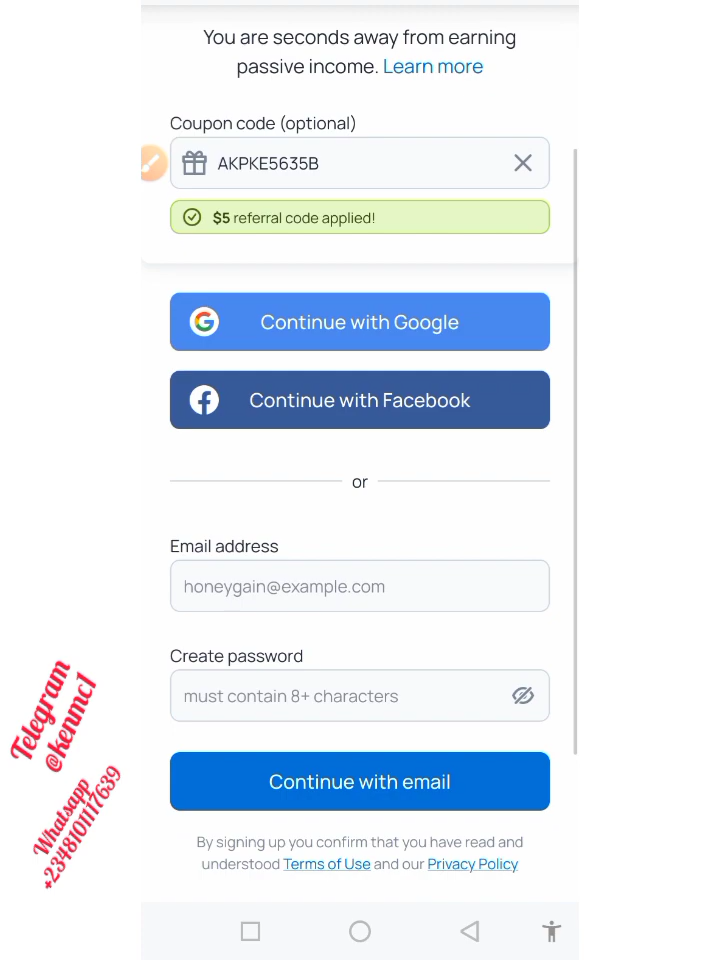 You are seconds away from earning
passive income. Learn more
Coupon code (optional)
AKPKE5635B
$5 referral code applied!
Continue with Google
Continue with Facebook
or
Email address
honeygain@example.com
Create password
must contain 8+ characters
Continue with email
By signing up you confirm that you have read and
understood Terms of Use and our Privacy Policy
Telegram
@kenmc1
Whatsapp
+2348101117639